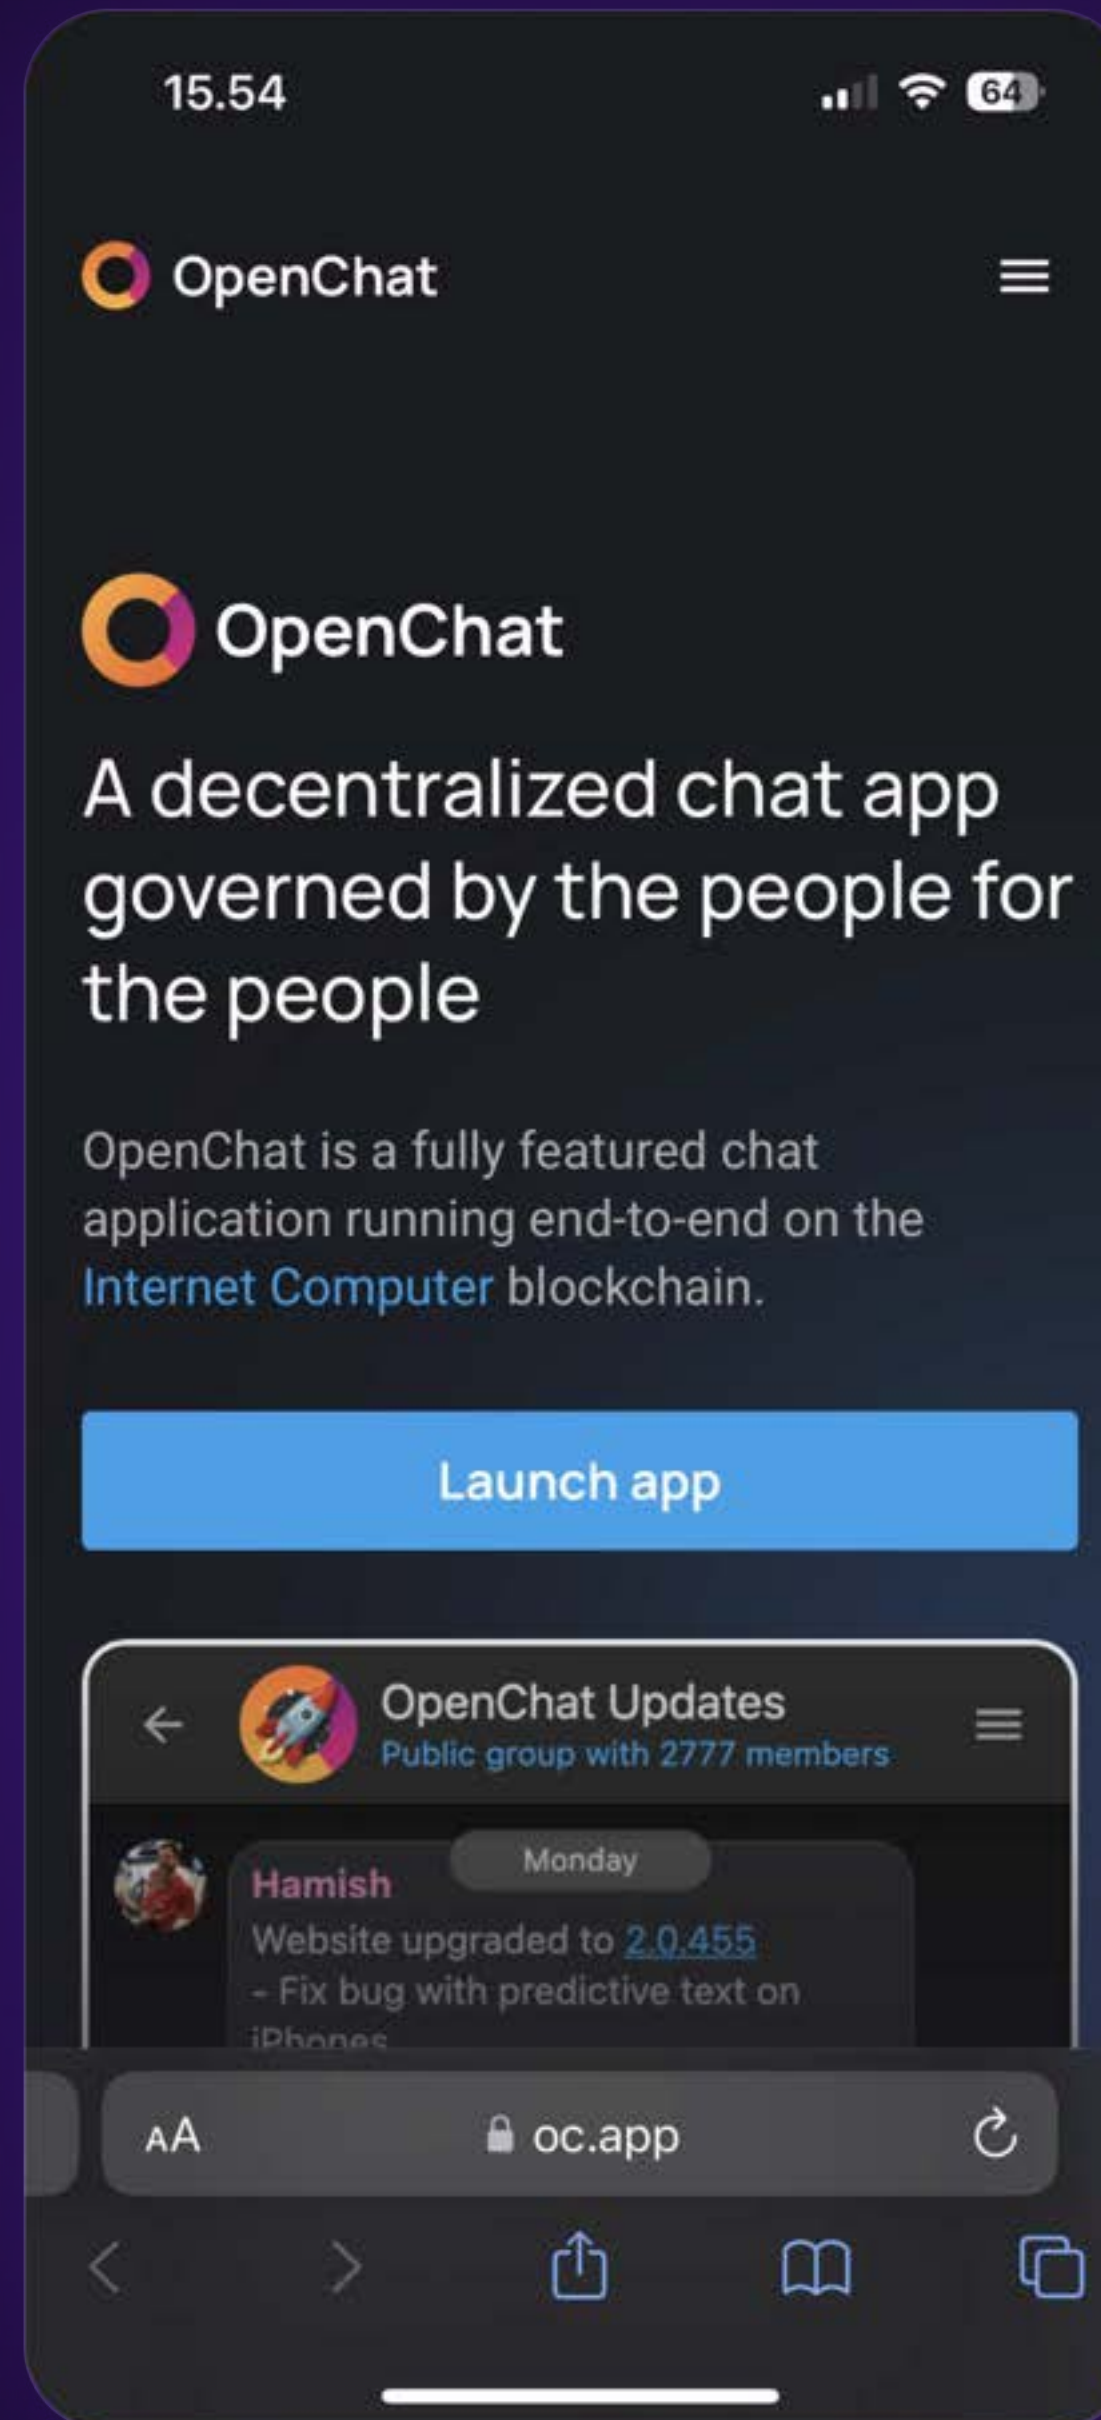 15.54
64
OpenChat
OpenChat
A decentralized chat app
governed by the people for
the people
OpenChat is a fully featured chat
application running end-to-end on the
Internet Computer blockchain.
Launch app
OpenChat Updates
Public group with 2777 members
Monday
Hamish
Website upgraded to 2.0.455
- Fix bug with predictive text on
iPhones
AA
oc.app